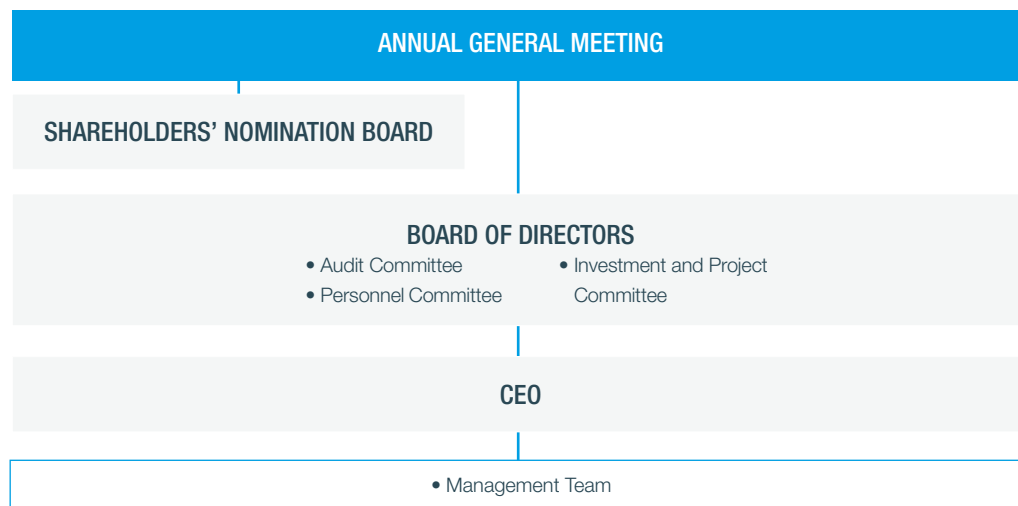 ANNUAL GENERAL MEETING
SHAREHOLDERS’ NOMINATION BOARD
BOARD OF DIRECTORS
• Audit Committee
• Personnel Committee
• Investment and Project
Committee
CEO
• Management Team